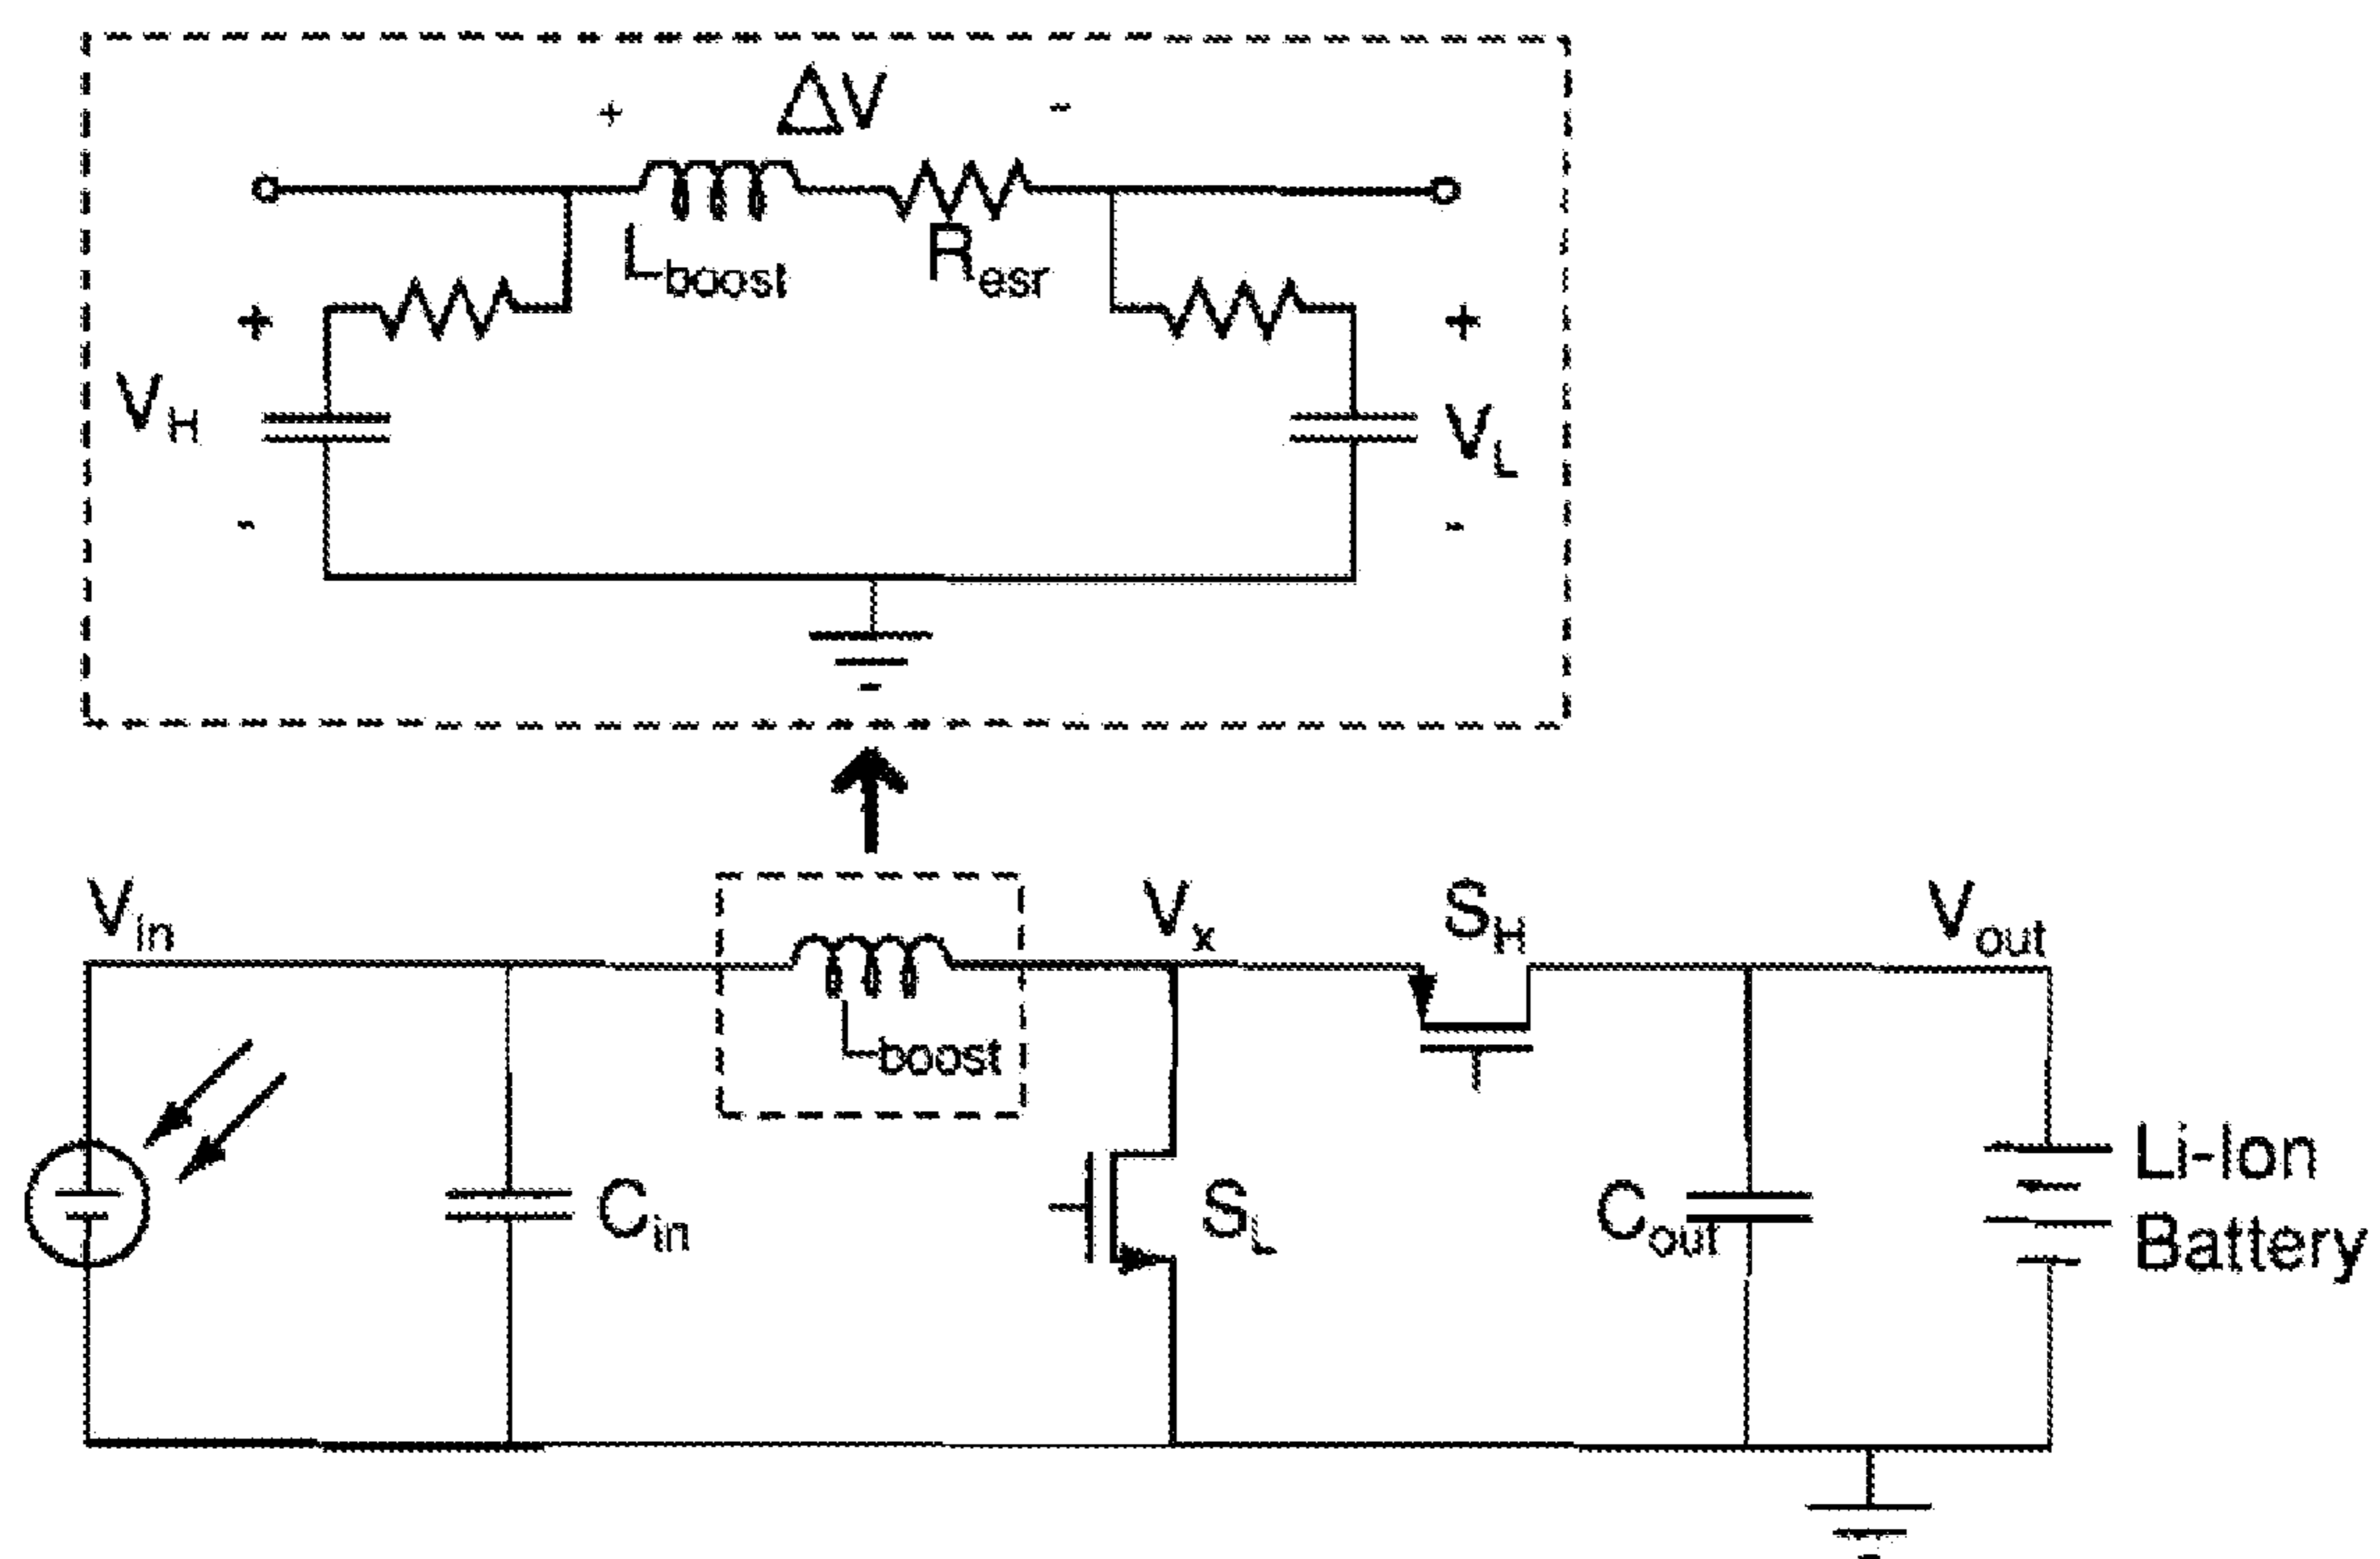 + ΔV -
L_boost R_esr
+ +
V_H V_L
- -
V_in V_x S_H V_out
L_boost
C_in S_L C_out Li-Ion
Battery